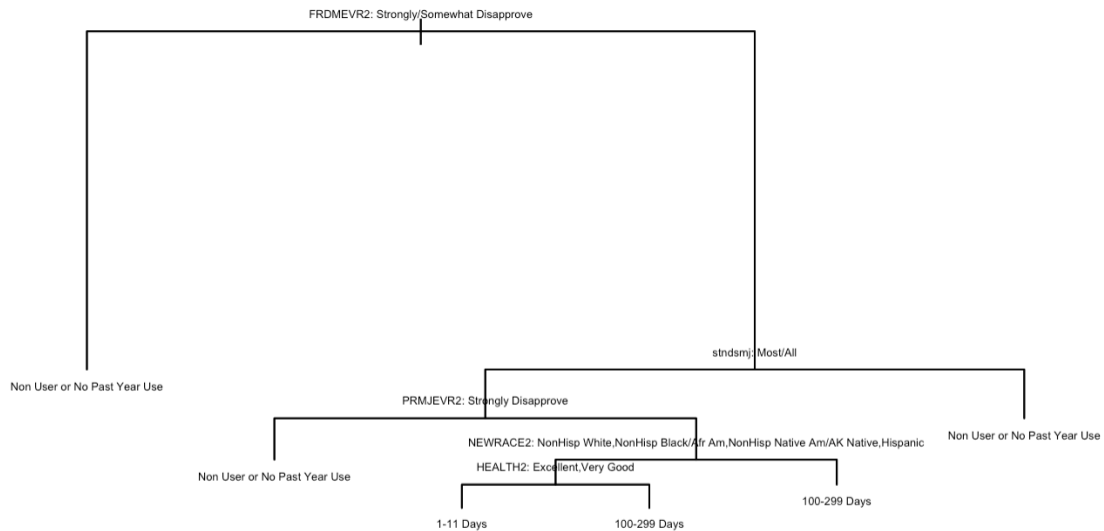 FRDMEVR2: Strongly/Somewhat Disapprove
stndsmj: Most/All
Non User or No Past Year Use
PRMJEVR2: Strongly Disapprove
Non User or No Past Year Use
NEWRACE2: NonHisp White,NonHisp Black/Afr Am,NonHisp Native Am/AK Native,Hispanic
HEALTH2: Excellent,Very Good
Non User or No Past Year Use
100-299 Days
1-11 Days
100-299 Days